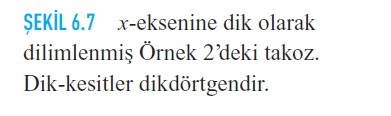 ŞEKİL 6.7 x-eksenine dik olarak
dilimlenmiş Örnek 2’deki takoz.
Dik-kesitler dikdörtgendir.